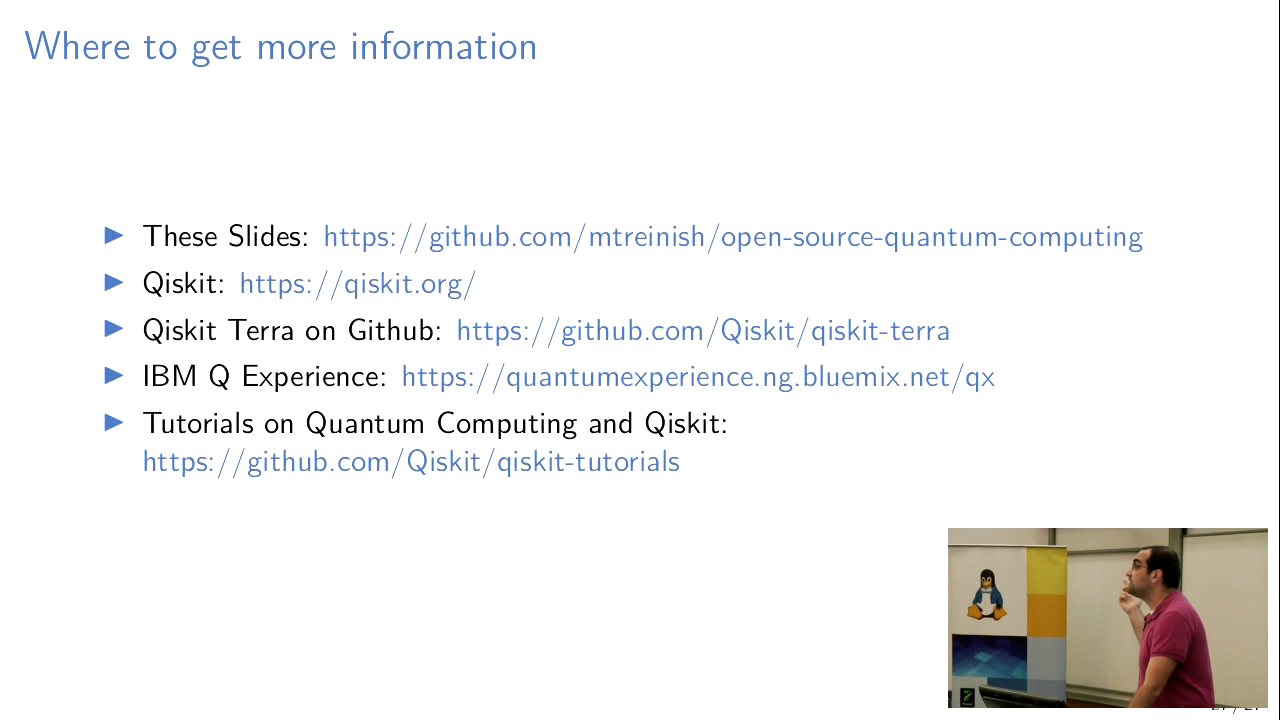 Where to get more information
These Slides: https://github.com/mtreinish/open-source-quantum-computing
Qiskit: https://qiskit.org/
Qiskit Terra on Github: https://github.com/Qiskit/qiskit-terra
IBM Q Experience: https://quantumexperience.ng.bluemix.net/qx
Tutorials on Quantum Computing and Qiskit:
https://github.com/Qiskit/qiskit-tutorials